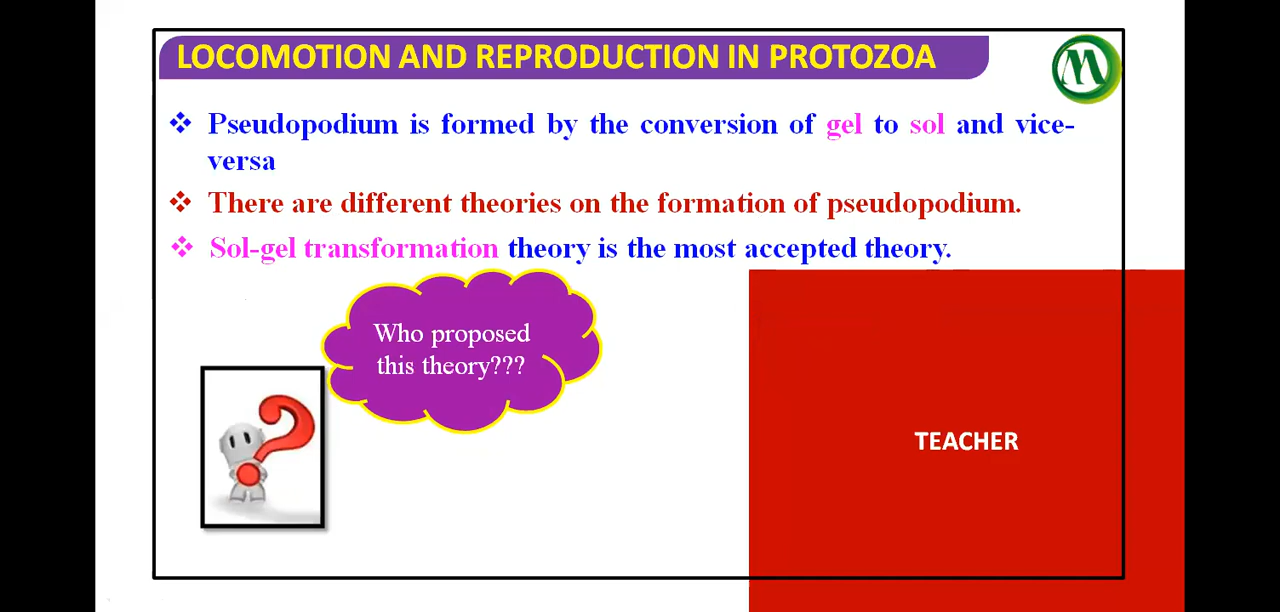 LOCOMOTION AND REPRODUCTION IN PROTOZOA
M
❖ Pseudopodium is formed by the conversion of gel to sol and vice-
versa
❖ There are different theories on the formation of pseudopodium.
❖ Sol-gel transformation theory is the most accepted theory.
Who proposed
this theory???
?
TEACHER